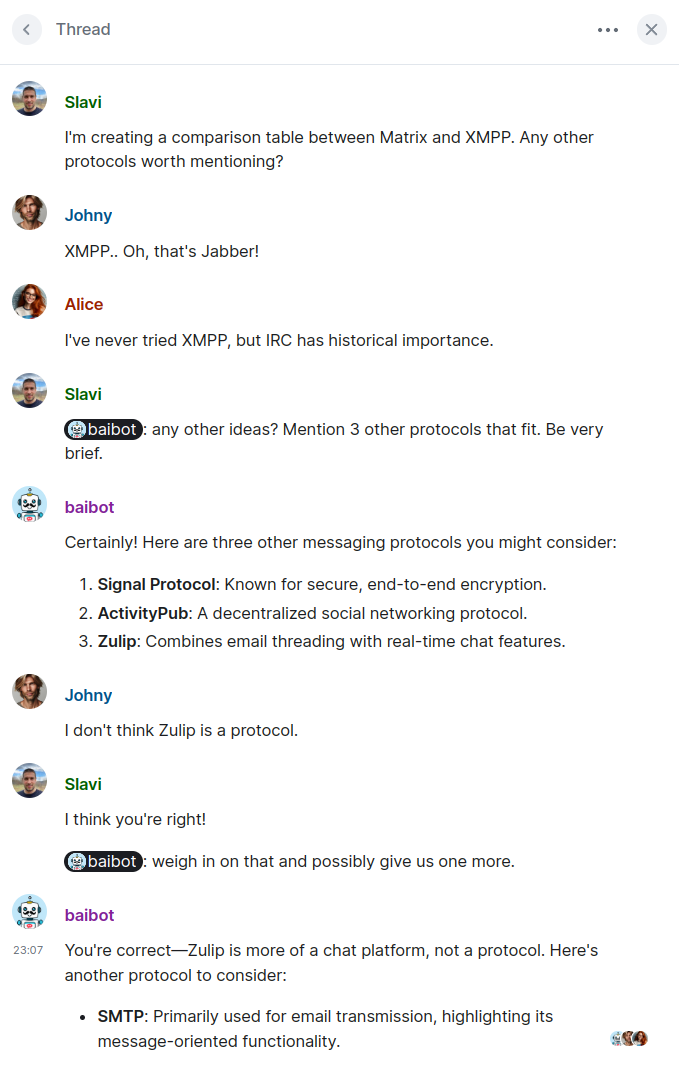 Thread
Slavi
I'm creating a comparison table between Matrix and XMPP. Any other
protocols worth mentioning?
Johny
XMPP.. Oh, that's Jabber!
Alice
I've never tried XMPP, but IRC has historical importance.
Slavi
baibot: any other ideas? Mention 3 other protocols that fit. Be very
brief.
baibot
Certainly! Here are three other messaging protocols you might consider:
1. Signal Protocol: Known for secure, end-to-end encryption.
2. ActivityPub: A decentralized social networking protocol.
3. Zulip: Combines email threading with real-time chat features.
Johny
I don't think Zulip is a protocol.
Slavi
I think you're right!
baibot: weigh in on that and possibly give us one more.
baibot
23:07 You're correct—Zulip is more of a chat platform, not a protocol. Here's
another protocol to consider:
• SMTP: Primarily used for email transmission, highlighting its
message-oriented functionality.